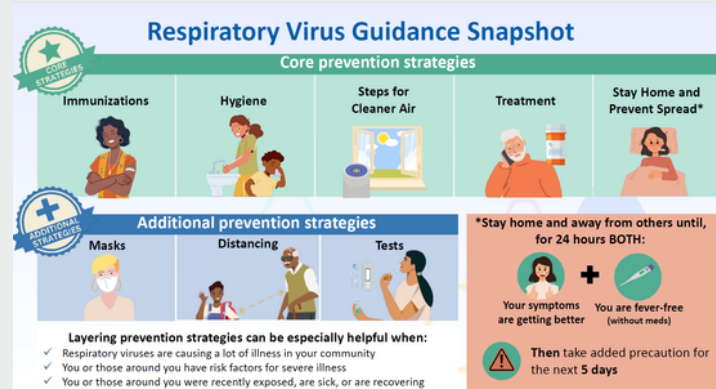 Respiratory Virus Guidance Snapshot
CORE
STRATEGIES
Core prevention strategies
Immunizations
Hygiene
Steps for
Cleaner Air
Treatment
Stay Home and
Prevent Spread*
ADDITIONAL
STRATEGIES
Additional prevention strategies
Masks
Distancing
Tests
Layering prevention strategies can be especially helpful when:
✓ Respiratory viruses are causing a lot of illness in your community
✓ You or those around you have risk factors for severe illness
✓ You or those around you were recently exposed, are sick, or are recovering
*Stay home and away from others until,
for 24 hours BOTH:
Your symptoms
are getting better
+
You are fever-free
(without meds)
Then take added precaution for
the next 5 days